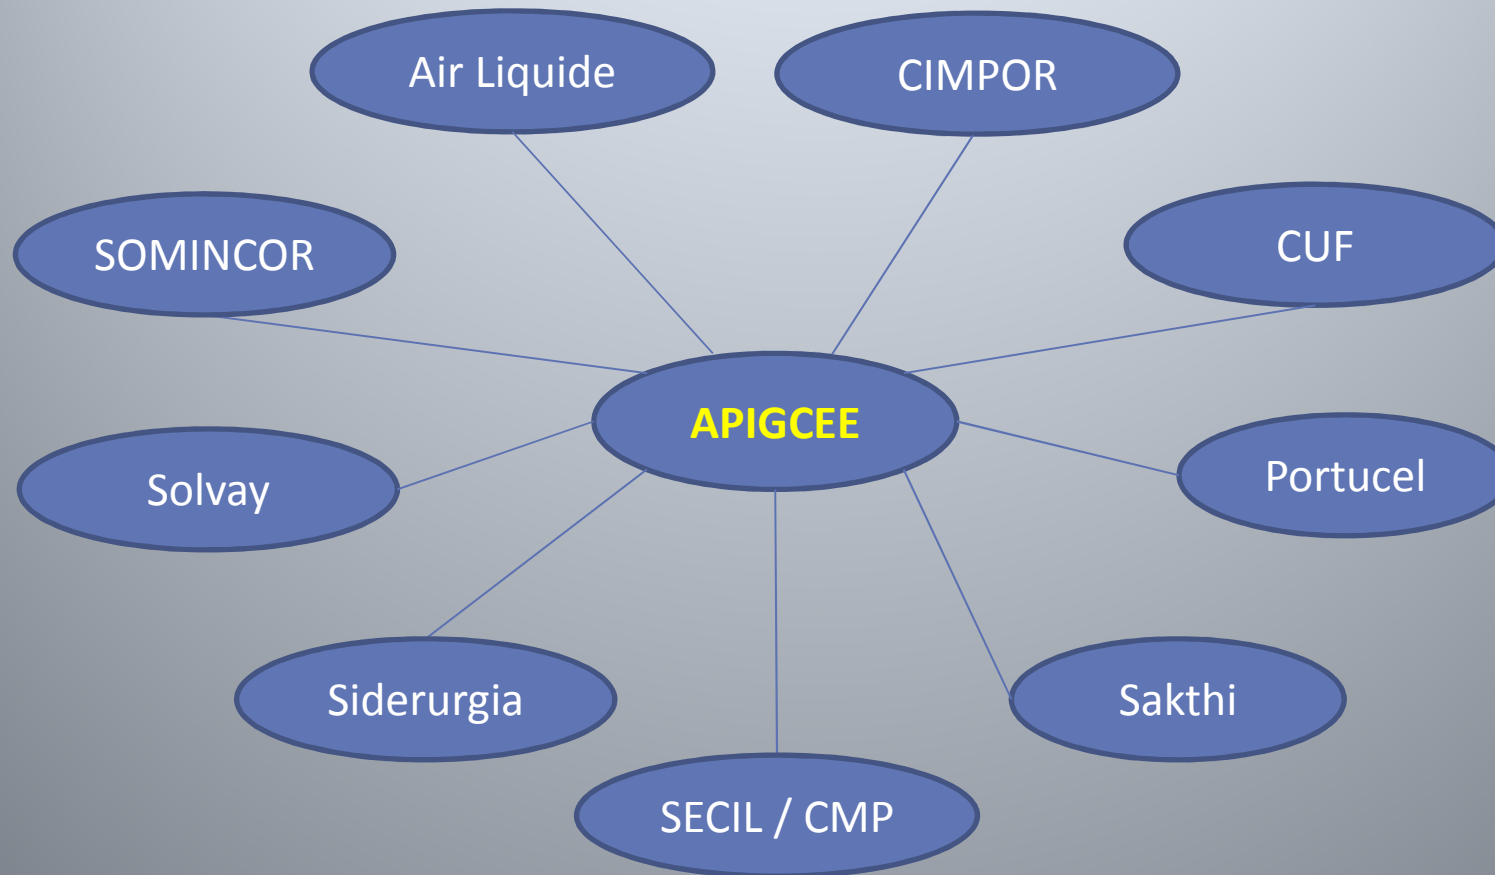 Air Liquide
CIMPOR
SOMINCOR
CUF
APIGCEE
Solvay
Portucel
Siderurgia
Sakthi
SECIL / CMP